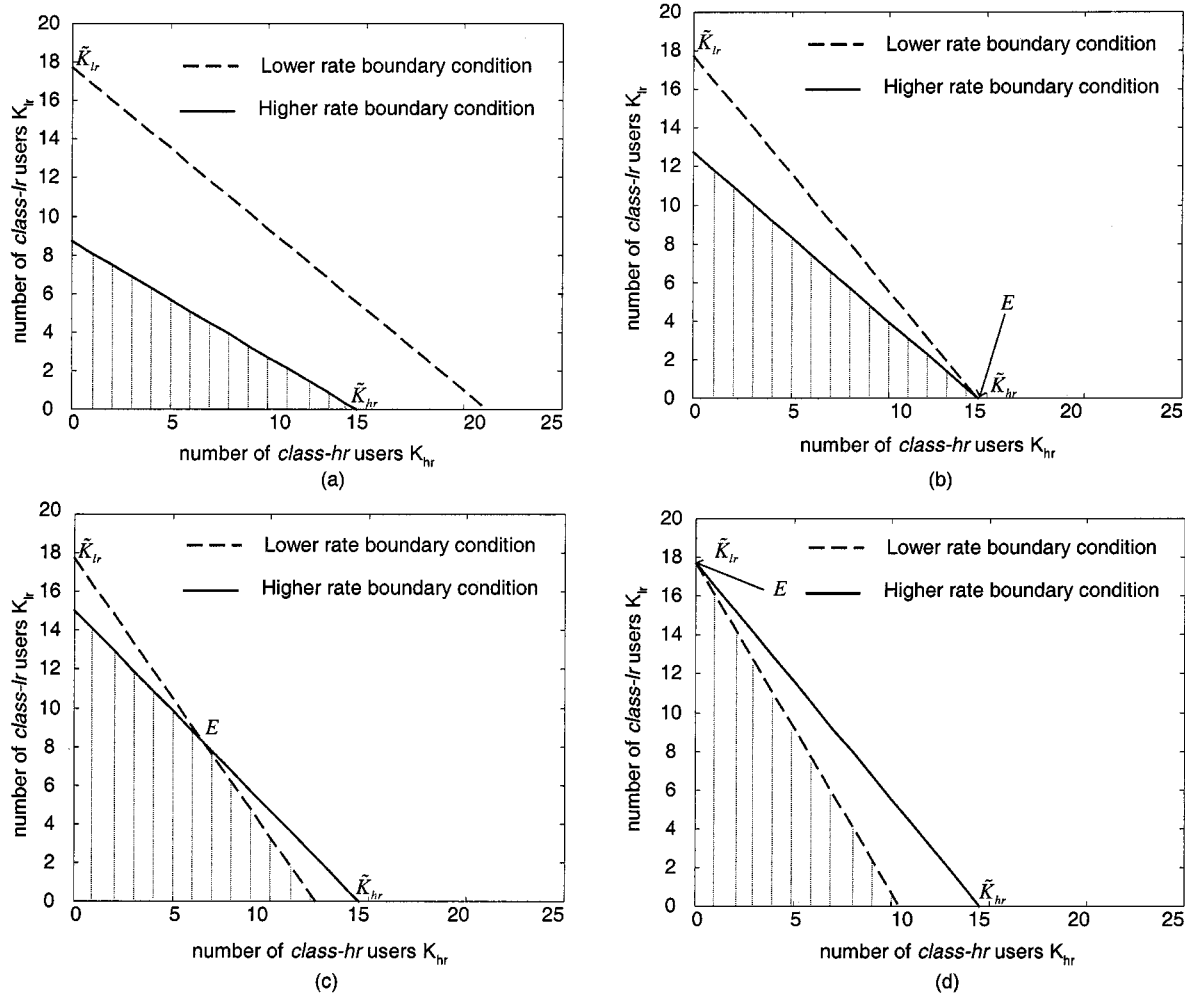 20
18
16
14
12
10
8
6
4
2
0
K̃lr
Lower rate boundary condition
Higher rate boundary condition
K̃hr
0 5 10 15 20 25
number of class-lr users Klr
number of class-hr users Khr
(a)
20
18
16
14
12
10
8
6
4
2
0
K̃lr
Lower rate boundary condition
Higher rate boundary condition
E
K̃hr
0 5 10 15 20 25
number of class-lr users Klr
number of class-hr users Khr
(b)
20
18
16
14
12
10
8
6
4
2
0
K̃lr
Lower rate boundary condition
Higher rate boundary condition
E
K̃hr
0 5 10 15 20 25
number of class-lr users Klr
number of class-hr users Khr
(c)
20
18
16
14
12
10
8
6
4
2
0
K̃lr
Lower rate boundary condition
Higher rate boundary condition
E
K̃hr
0 5 10 15 20 25
number of class-lr users Klr
number of class-hr users Khr
(d)